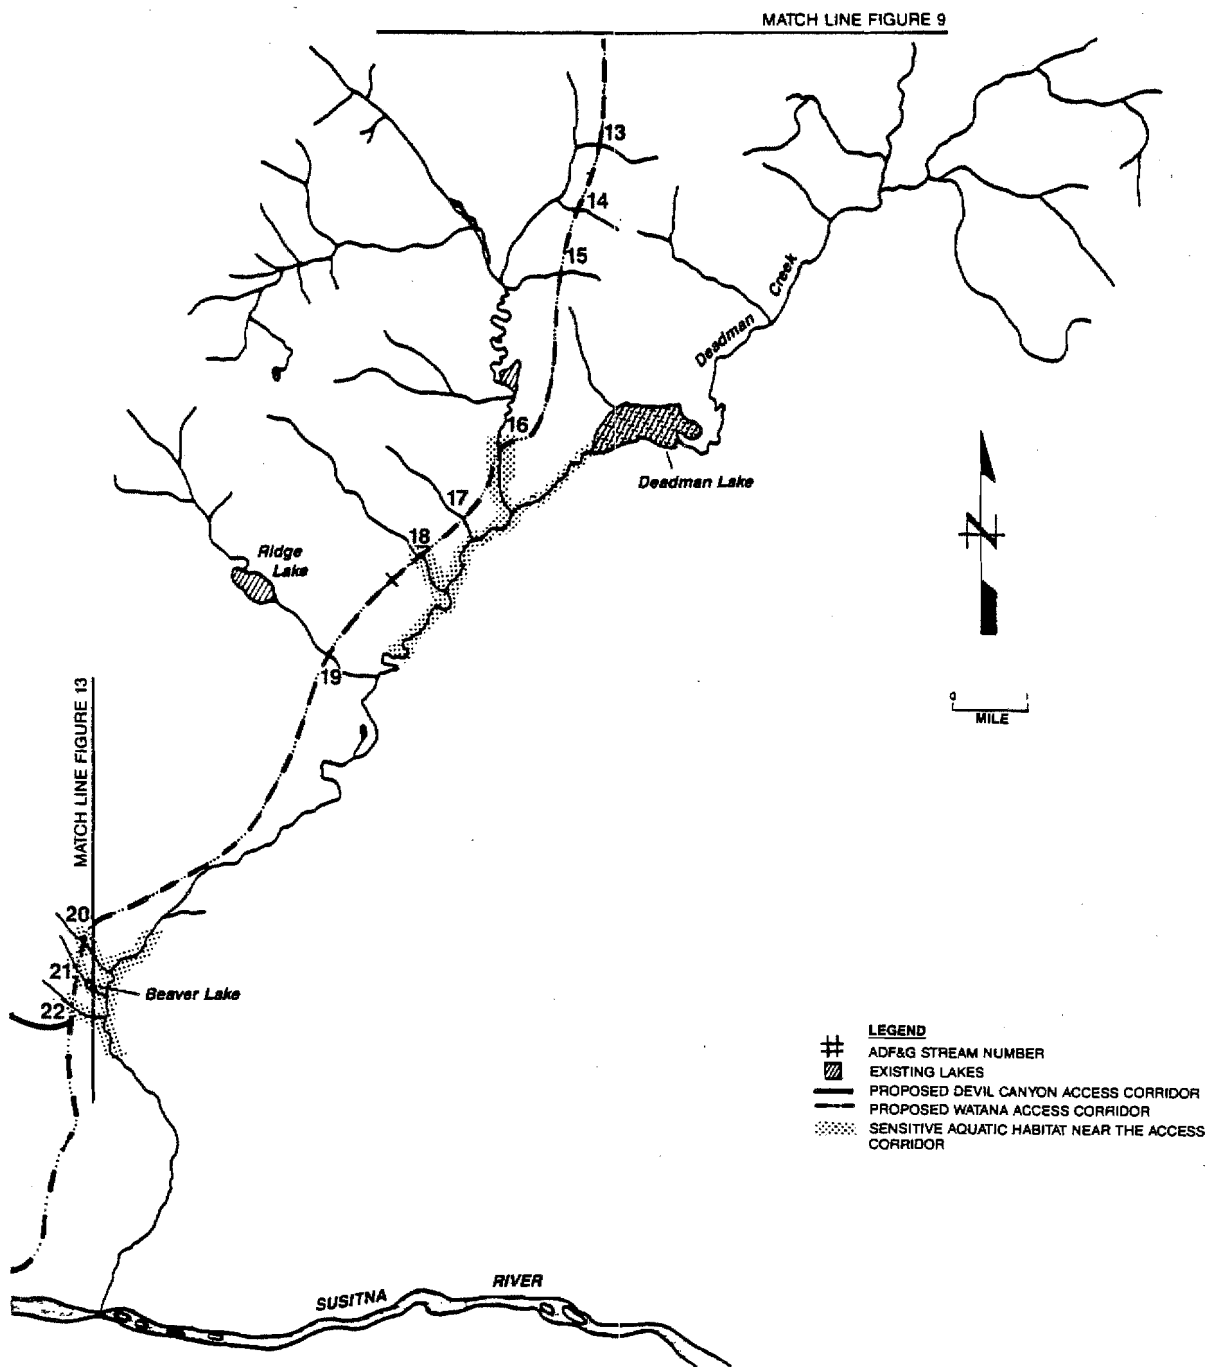 MATCH LINE FIGURE 9
13
14
15
Creek
Deadman
16
Deadman Lake
17
18
Ridge
Lake
19
N
0
MILE
MATCH LINE FIGURE 13
20
21
Beaver Lake
22
LEGEND
# ADF&G STREAM NUMBER
EXISTING LAKES
PROPOSED DEVIL CANYON ACCESS CORRIDOR
PROPOSED WATANA ACCESS CORRIDOR
SENSITIVE AQUATIC HABITAT NEAR THE ACCESS
CORRIDOR
SUSITNA RIVER